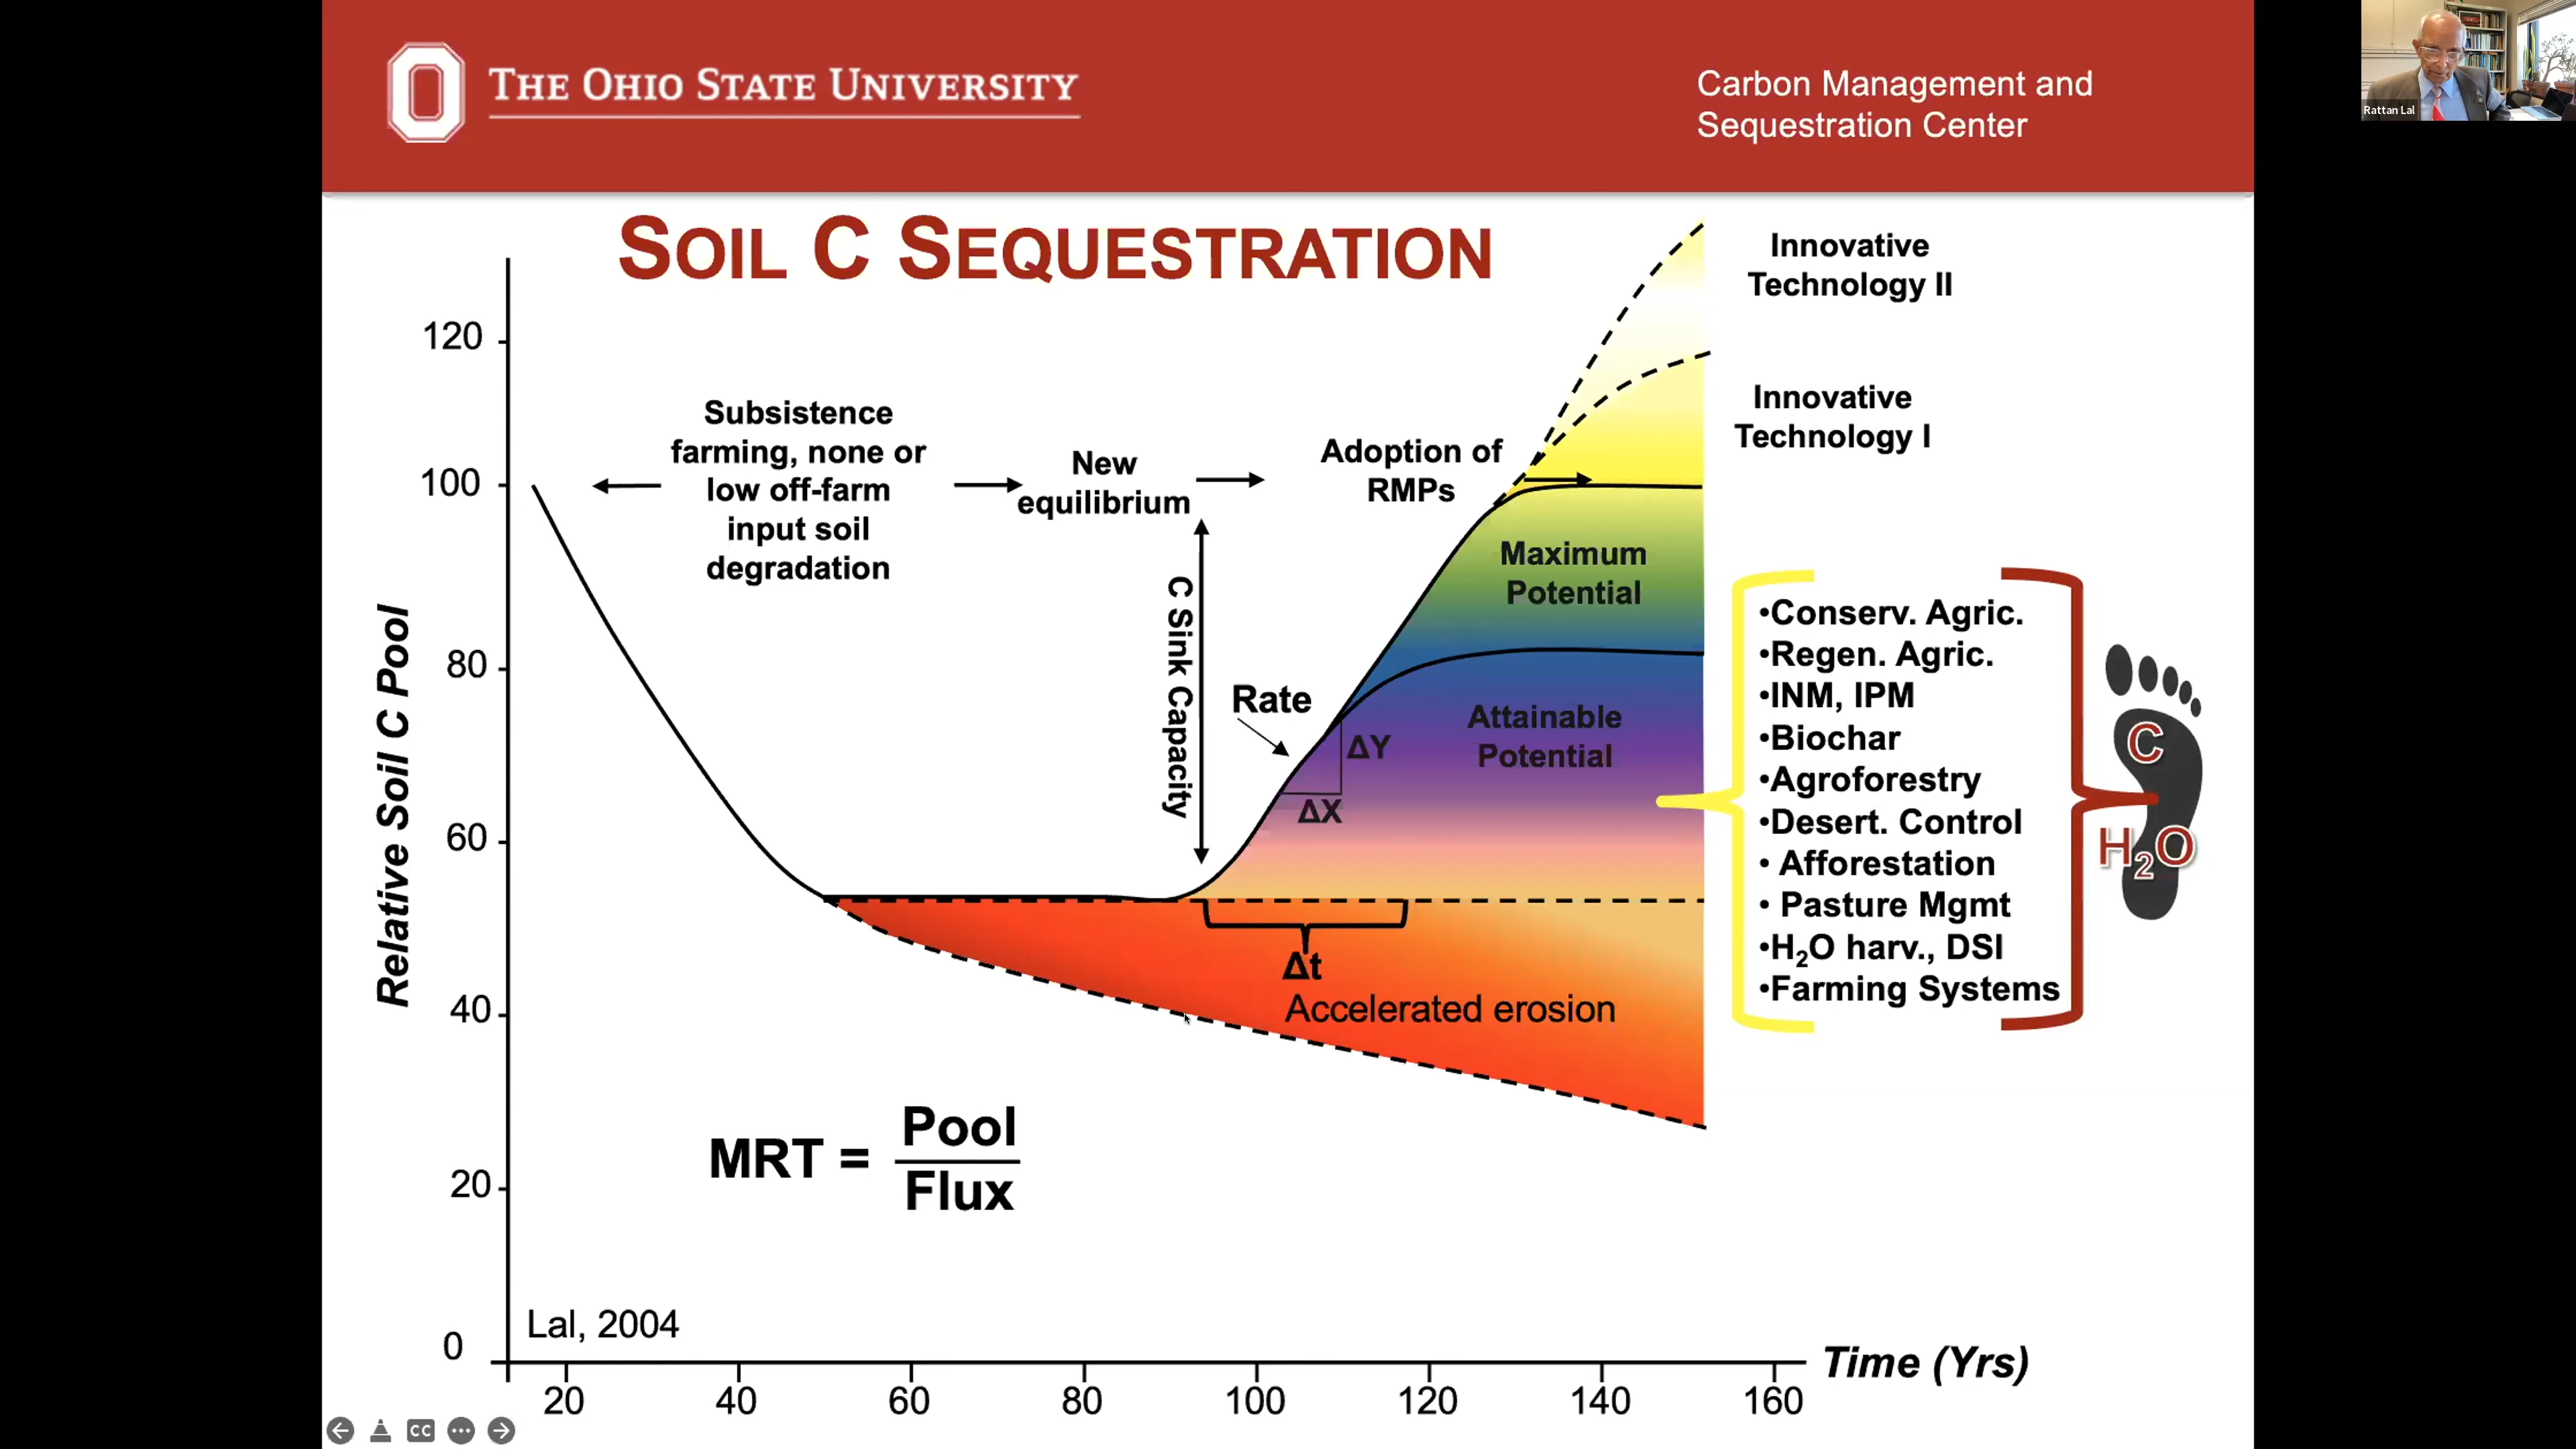 THE OHIO STATE UNIVERSITY
Carbon Management and
Sequestration Center
Rattan Lal
SOIL C SEQUESTRATION
Innovative
Technology II
Innovative
Technology I
120
100
80
60
40
20
0
Relative Soil C Pool
Subsistence
farming, none or
low off-farm
input soil
degradation
New
equilibrium
Adoption of
RMPs
C Sink Capacity
Rate
ΔY
ΔX
Maximum
Potential
Attainable
Potential
Δt
Accelerated erosion
•Conserv. Agric.
•Regen. Agric.
•INM, IPM
•Biochar
•Agroforestry
•Desert. Control
• Afforestation
• Pasture Mgmt
•H₂O harv., DSI
•Farming Systems
C
H₂O
MRT = Pool
Flux
Lal, 2004
20 40 60 80 100 120 140 160
Time (Yrs)
CC